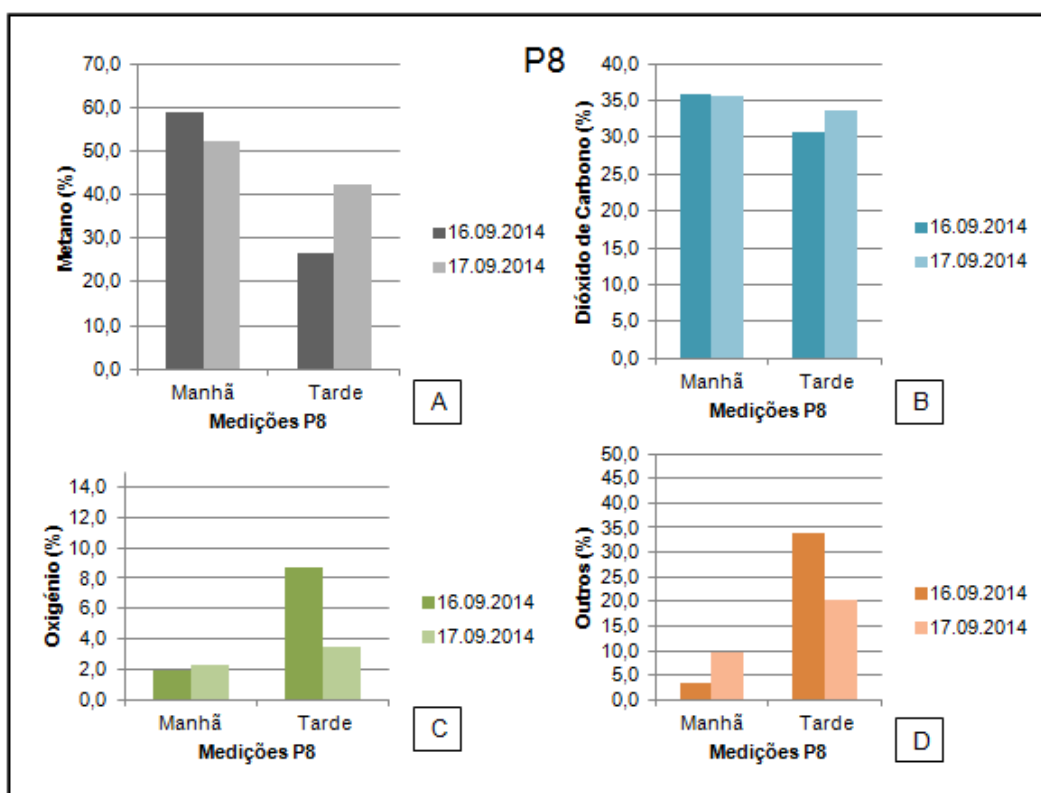 P8
Metano (%)
70,0
60,0
50,0
40,0
30,0
20,0
10,0
0,0
Manhã Tarde
Medições P8
16.09.2014
17.09.2014
A
Dióxido de Carbono (%)
40,0
35,0
30,0
25,0
20,0
15,0
10,0
5,0
0,0
Manhã Tarde
Medições P8
16.09.2014
17.09.2014
B
Oxigénio (%)
14,0
12,0
10,0
8,0
6,0
4,0
2,0
0,0
Manhã Tarde
Medições P8
16.09.2014
17.09.2014
C
Outros (%)
50,0
45,0
40,0
35,0
30,0
25,0
20,0
15,0
10,0
5,0
0,0
Manhã Tarde
Medições P8
16.09.2014
17.09.2014
D